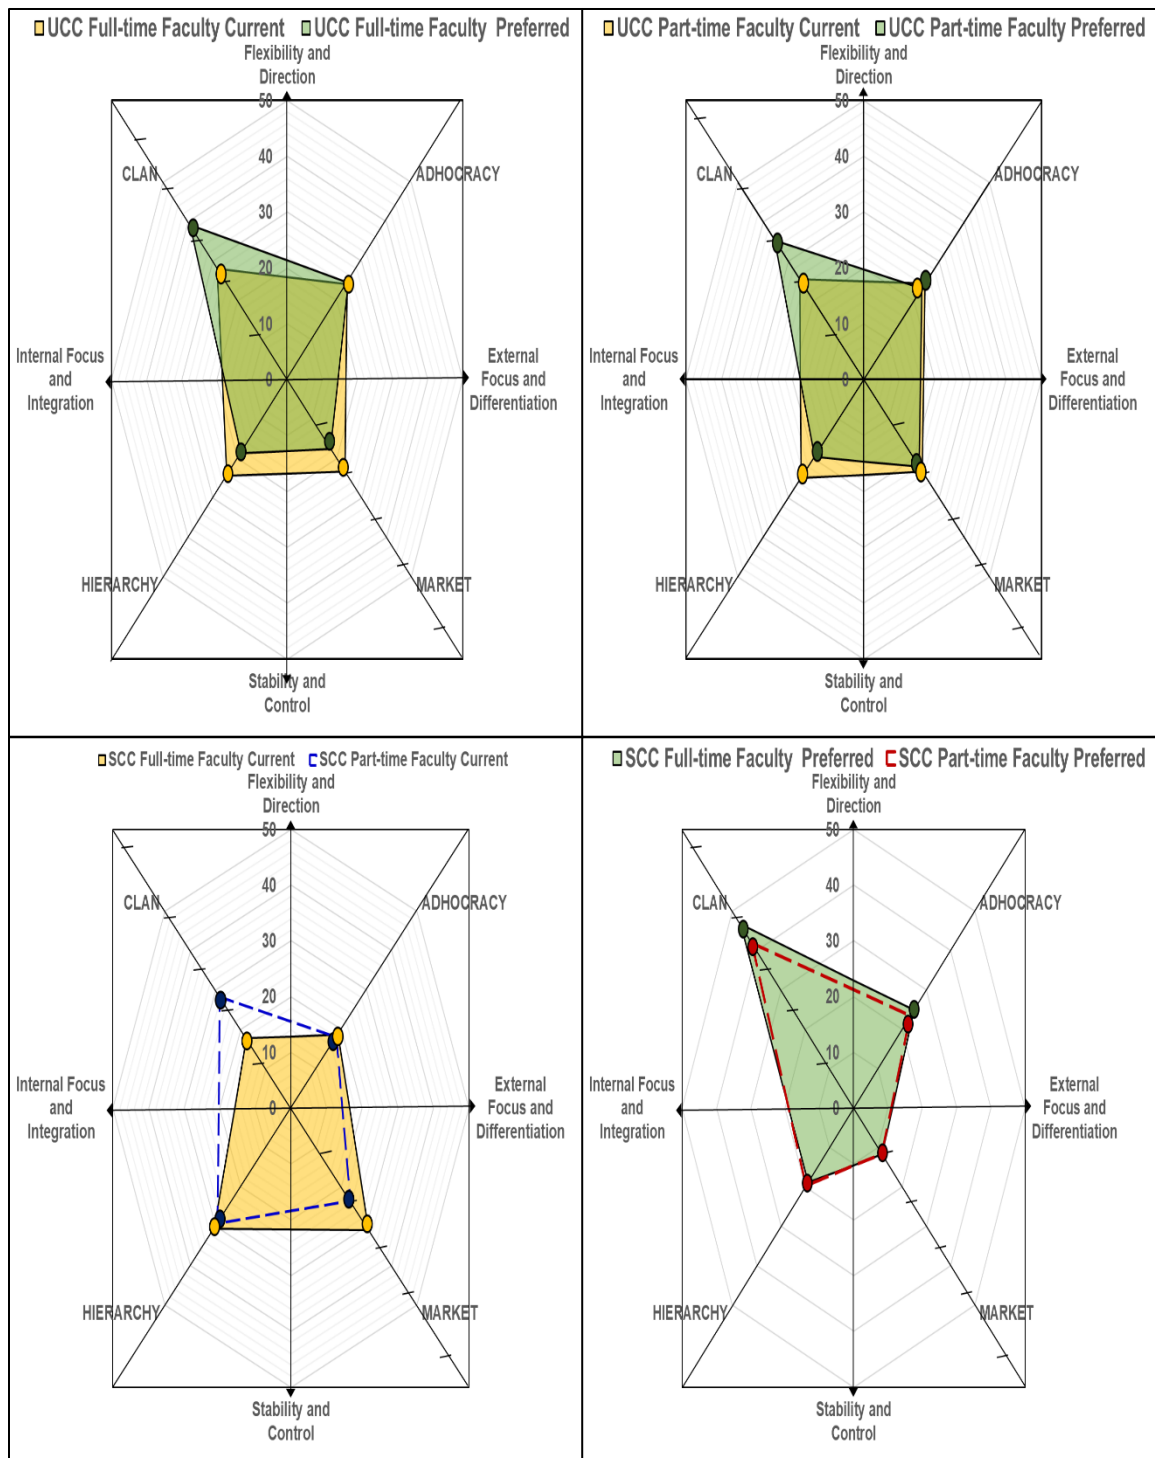 UCC Full-time Faculty Current UCC Full-time Faculty Preferred
Flexibility and
Direction
50
40
CLAN
ADHOCRACY
30
20
10
Internal Focus
and
Integration
0
External
Focus and
Differentiation
HIERARCHY
MARKET
Stability and
Control
UCC Part-time Faculty Current UCC Part-time Faculty Preferred
Flexibility and
Direction
50
40
CLAN
ADHOCRACY
30
20
10
Internal Focus
and
Integration
0
External
Focus and
Differentiation
HIERARCHY
MARKET
Stability and
Control
SCC Full-time Faculty Current SCC Part-time Faculty Current
Flexibility and
Direction
50
40
CLAN
ADHOCRACY
30
20
10
Internal Focus
and
Integration
0
External
Focus and
Differentiation
HIERARCHY
MARKET
Stability and
Control
SCC Full-time Faculty Preferred SCC Part-time Faculty Preferred
Flexibility and
Direction
50
40
CLAN
ADHOCRACY
30
20
10
Internal Focus
and
Integration
0
External
Focus and
Differentiation
HIERARCHY
MARKET
Stability and
Control